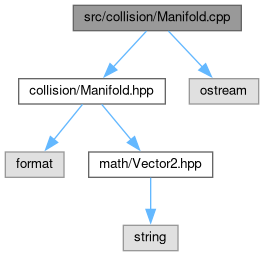 src/collision/Manifold.cpp
collision/Manifold.hpp
ostream
format
math/Vector2.hpp
string